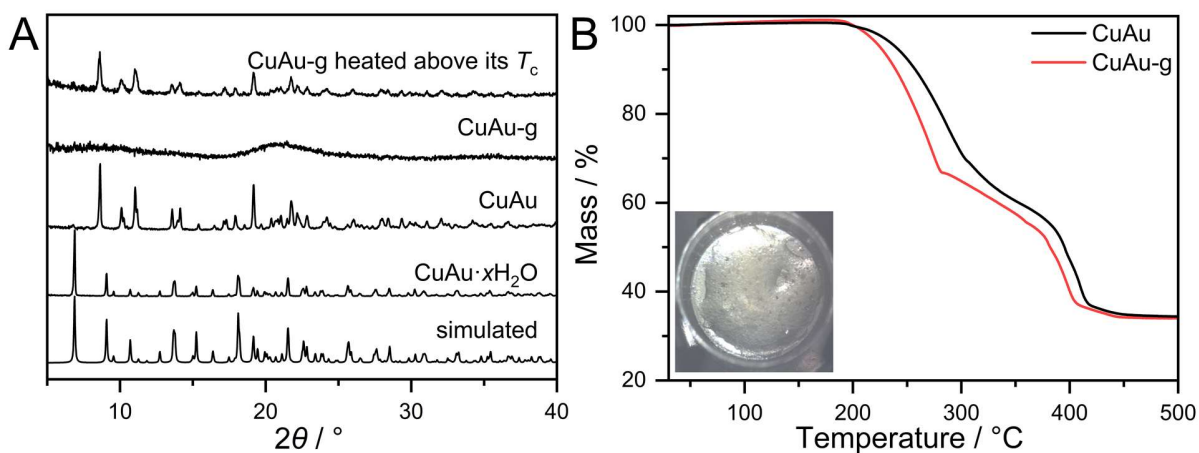 A
CuAu-g heated above its Tc
CuAu-g
CuAu
CuAu·xH2O
simulated
10
20
30
40
2θ / °
B
CuAu
CuAu-g
100
80
60
40
20
Mass / %
100
200
300
400
500
Temperature / °C